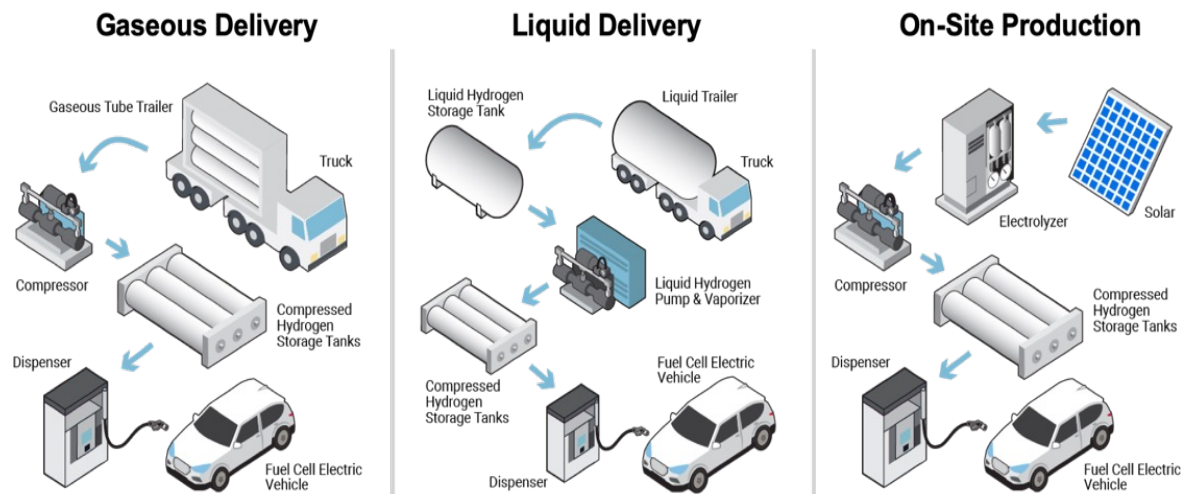 Gaseous Delivery
Gaseous Tube Trailer
Truck
Compressor
Compressed
Hydrogen
Storage Tanks
Dispenser
Fuel Cell Electric
Vehicle
Liquid Delivery
Liquid Hydrogen
Storage Tank
Liquid Trailer
Truck
Liquid Hydrogen
Pump & Vaporizer
Compressed
Hydrogen
Storage Tanks
Fuel Cell Electric
Vehicle
Dispenser
On-Site Production
Electrolyzer
Solar
Compressor
Compressed
Hydrogen
Storage Tanks
Dispenser
Fuel Cell Electric
Vehicle